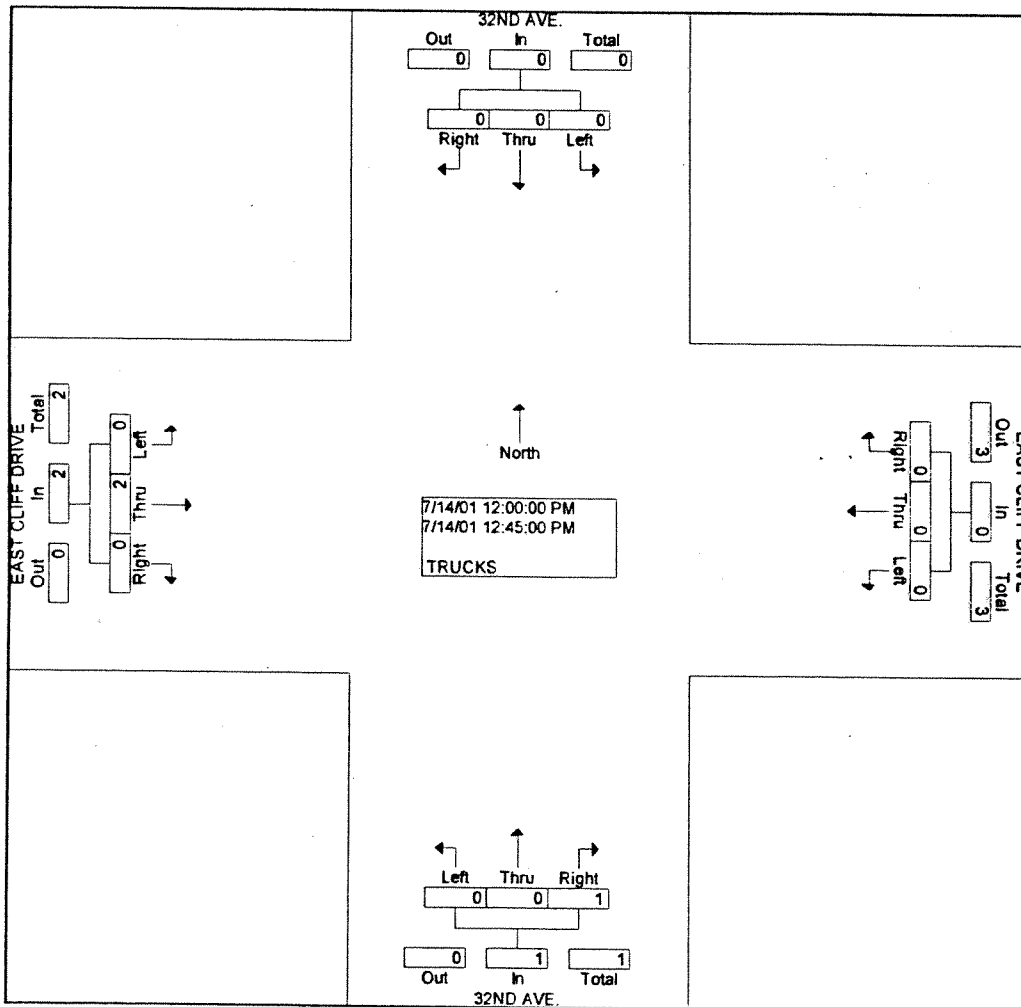 32ND AVE.
Out In Total
0 0 0
0 0 0
Right Thru Left
EAST CLIFF DRIVE
Total In Out
2 2 0
0 2 0
Left Thru Right
North
7/14/01 12:00:00 PM
7/14/01 12:45:00 PM
TRUCKS
Right Thru Left
0 0 0
3 0 3
Out In Total
EAST CLIFF DRIVE
Left Thru Right
0 0 1
0 1 1
Out In Total
32ND AVE.